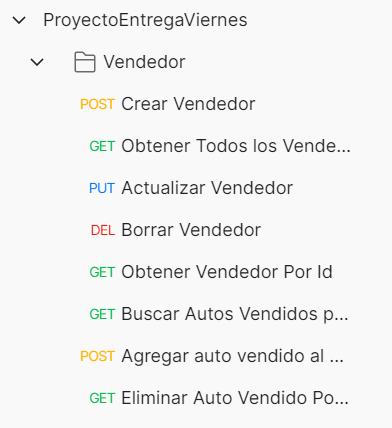 ProyectoEntregaViernes
Vendedor
POST Crear Vendedor
GET Obtener Todos los Vende...
PUT Actualizar Vendedor
DEL Borrar Vendedor
GET Obtener Vendedor Por Id
GET Buscar Autos Vendidos p...
POST Agregar auto vendido al ...
GET Eliminar Auto Vendido Po...